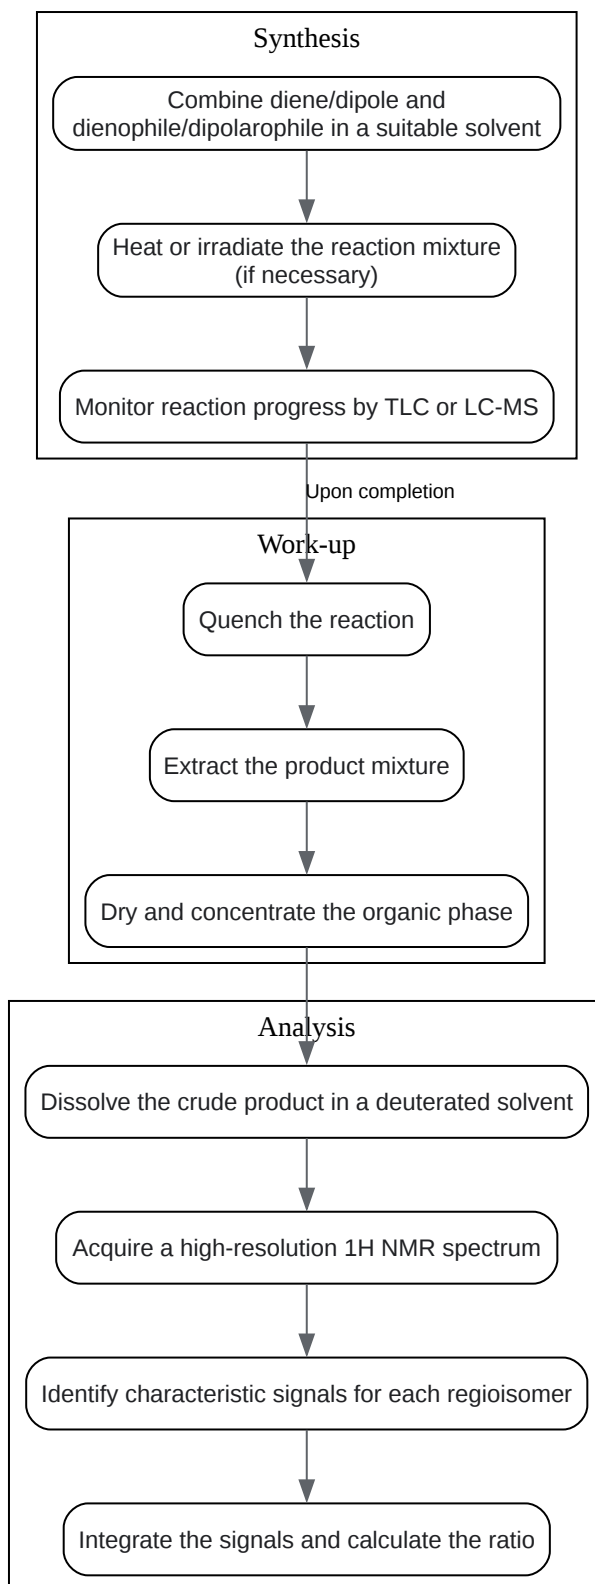 Synthesis
Combine diene/dipole and
dienophile/dipolarophile in a suitable solvent
Heat or irradiate the reaction mixture
(if necessary)
Monitor reaction progress by TLC or LC-MS
Upon completion
Work-up
Quench the reaction
Extract the product mixture
Dry and concentrate the organic phase
Analysis
Dissolve the crude product in a deuterated solvent
Acquire a high-resolution 1H NMR spectrum
Identify characteristic signals for each regioisomer
Integrate the signals and calculate the ratio